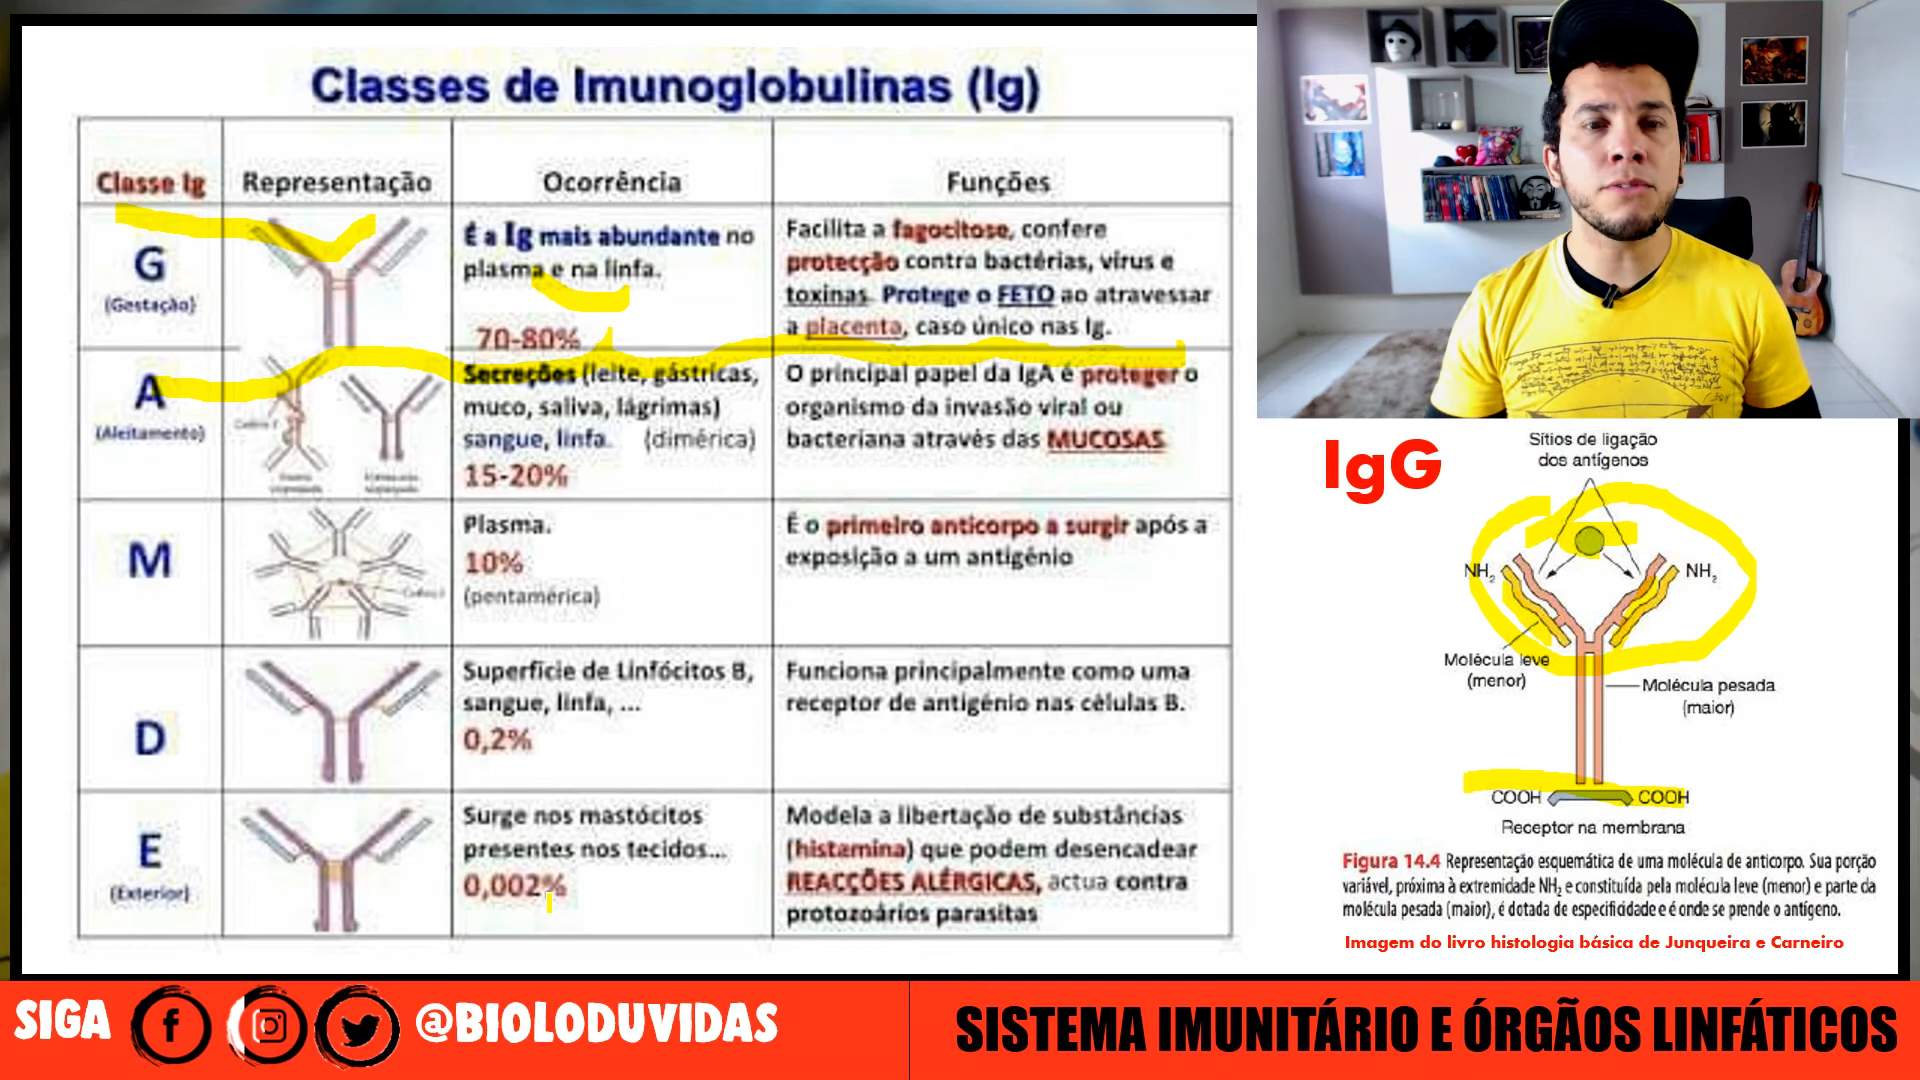 Classes de Imunoglobulinas (Ig)
Classe Ig
Representação
Ocorrência
Funções
G
(Gestação)
É a Ig mais abundante no
plasma e na linfa.
70-80%
Facilita a fagocitose, confere
protecção contra bactérias, vírus e
toxinas. Protege o FETO ao atravessar
a placenta, caso único nas Ig.
A
(Aleitamento)
Secreções (leite, gástricas,
muco, saliva, lágrimas)
sangue, linfa. (dimérica)
15-20%
O principal papel da IgA é proteger o
organismo da invasão viral ou
bacteriana através das MUCOSAS
M
Plasma.
10%
(pentamérica)
É o primeiro anticorpo a surgir após a
exposição a um antigénio
D
Superfície de Linfócitos B,
sangue, linfa, ...
0,2%
Funciona principalmente como uma
receptor de antigénio nas células B.
E
(Exterior)
Surge nos mastócitos
presentes nos tecidos...
0,002%
Modela a libertação de substâncias
(histamina) que podem desencadear
REACÇÕES ALÉRGICAS, actua contra
protozoários parasitas
IgG
Sítios de ligação
dos antígenos
NH2
NH2
Molécula leve
(menor)
Molécula pesada
(maior)
COOH
COOH
Receptor na membrana
Figura 14.4 Representação esquemática de uma molécula de anticorpo. Sua porção
variável, próxima à extremidade NH2 e constituída pela molécula leve (menor) e parte da
molécula pesada (maior), é dotada de especificidade e é onde se prende o antígeno.
Imagem do livro histologia básica de Junqueira e Carneiro
SIGA
@BIOLODUVIDAS
SISTEMA IMUNITÁRIO E ÓRGÃOS LINFÁTICOS